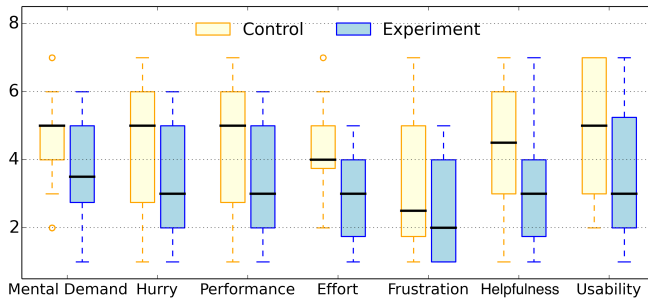 8
Control Experiment
6
4
2
Mental Demand Hurry Performance Effort Frustration Helpfulness Usability